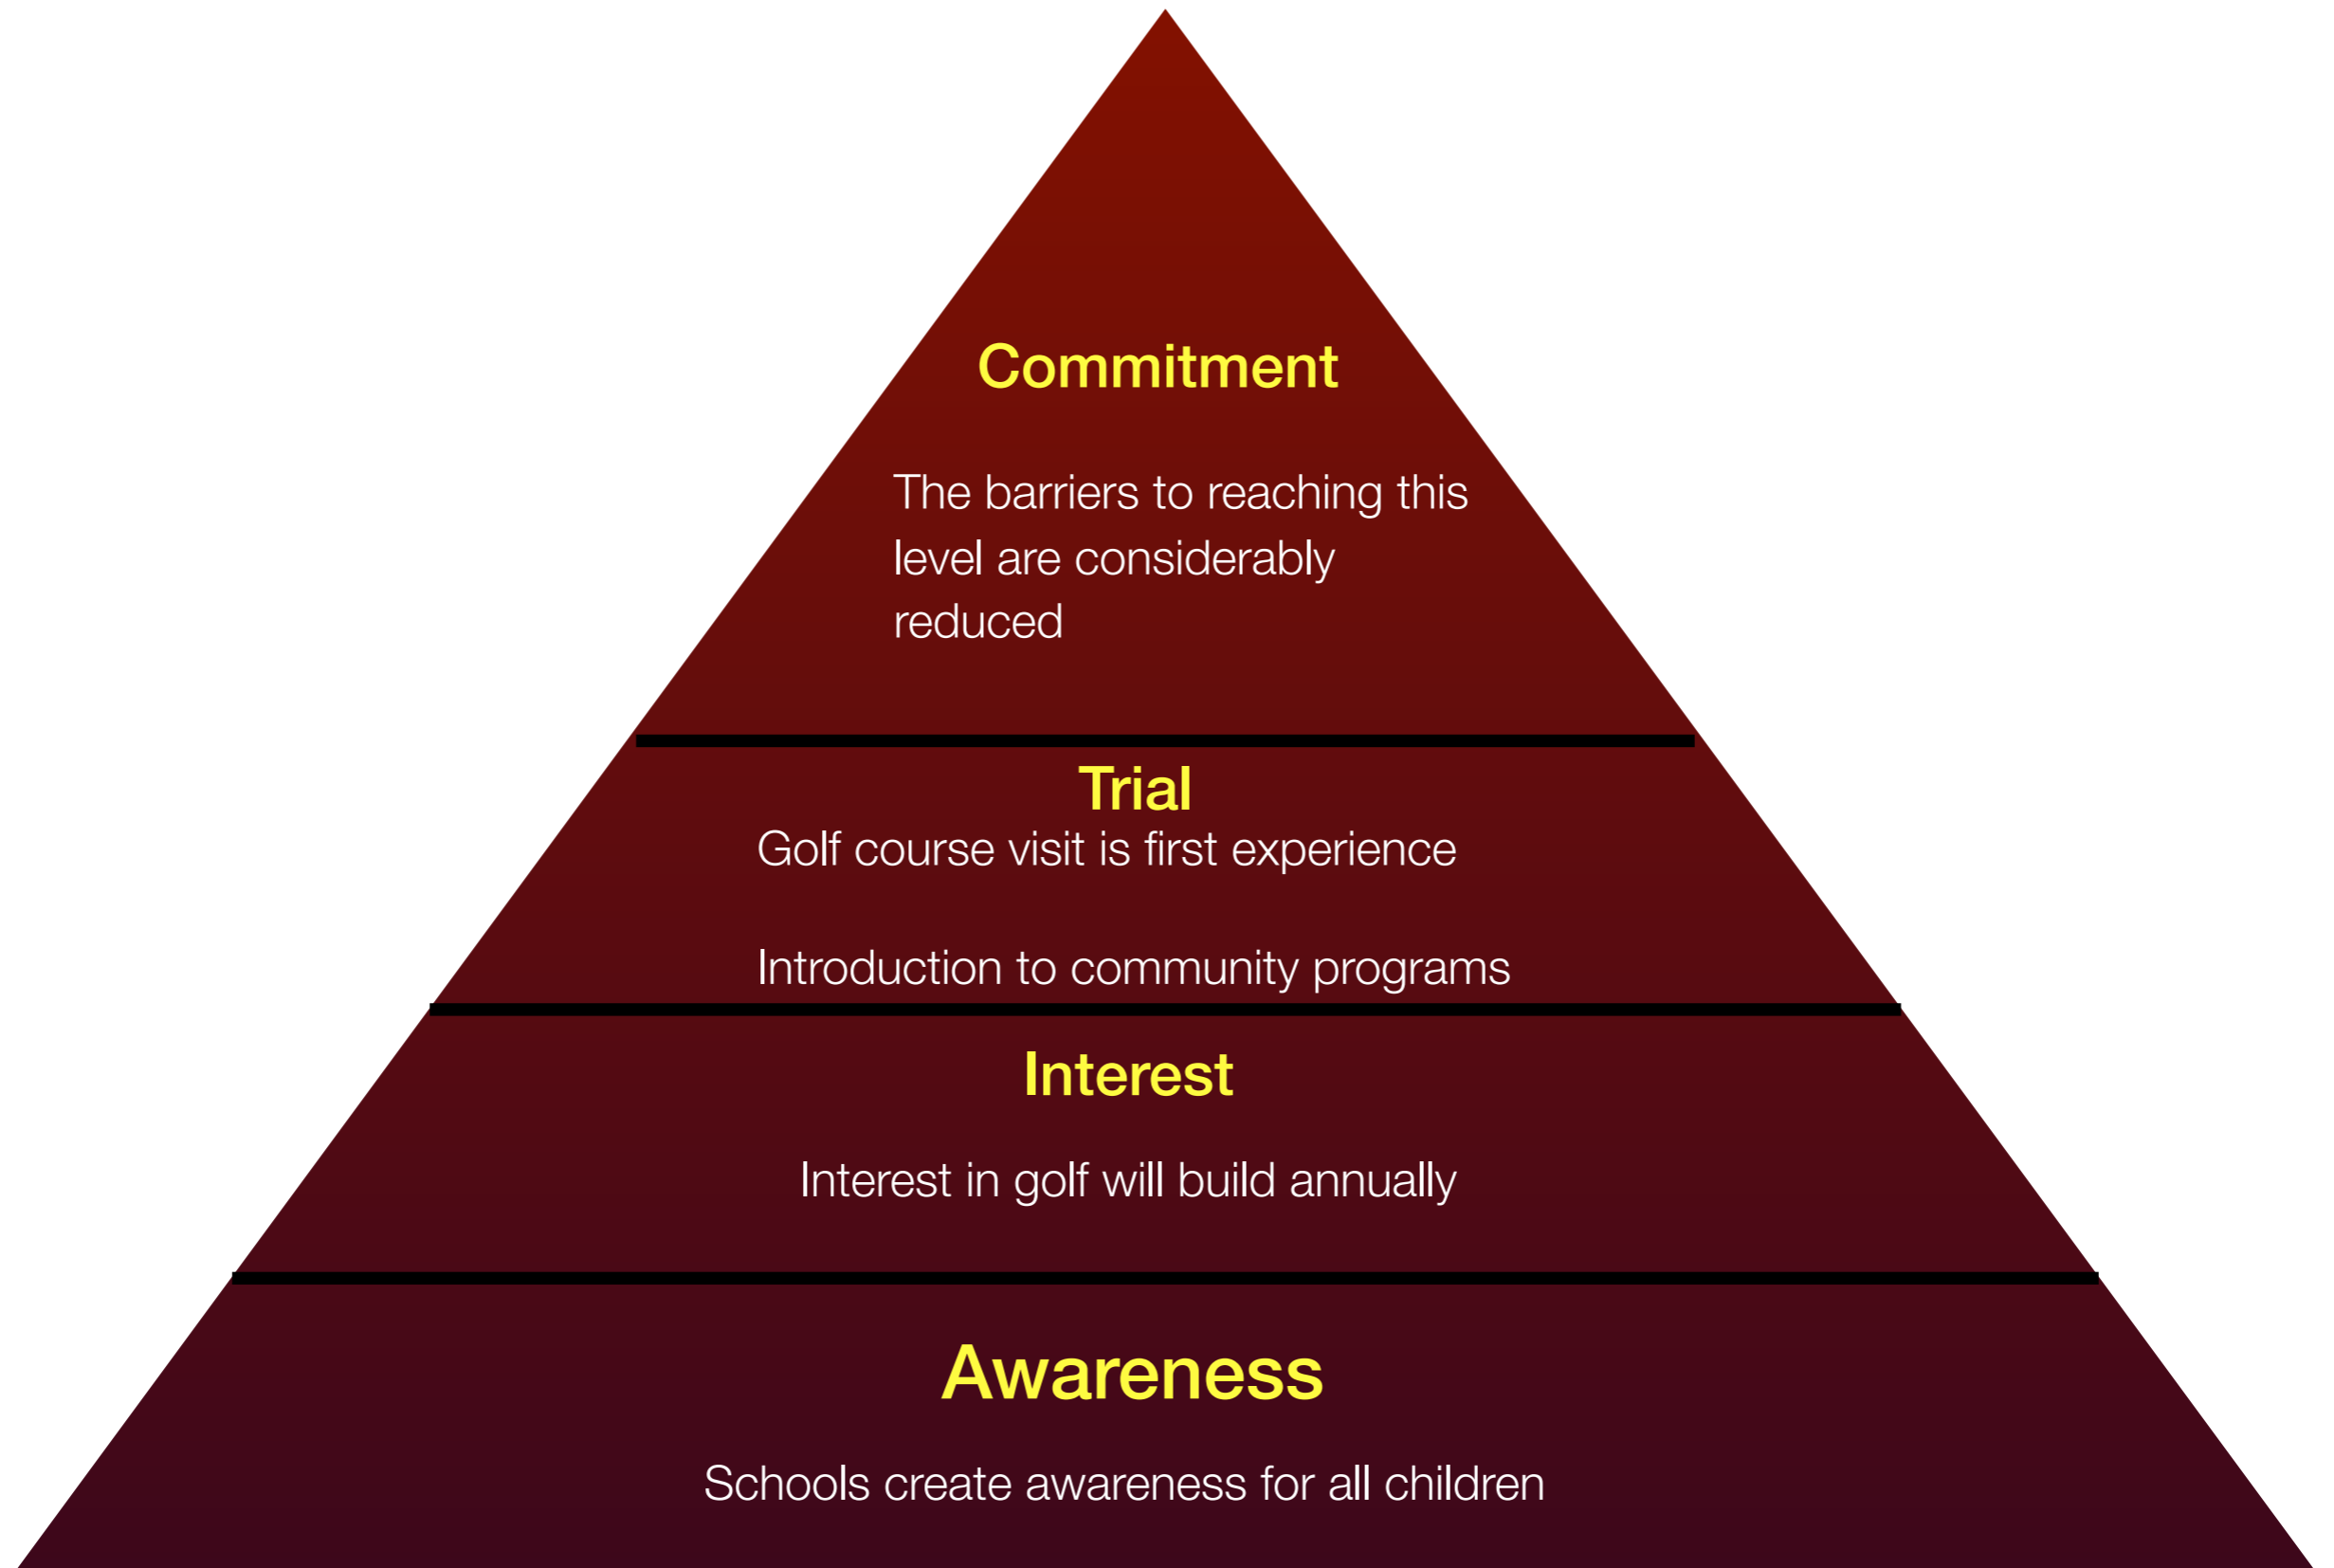 Commitment
The barriers to reaching this
level are considerably
reduced
Trial
Golf course visit is first experience
Introduction to community programs
Interest
Interest in golf will build annually
Awareness
Schools create awareness for all children